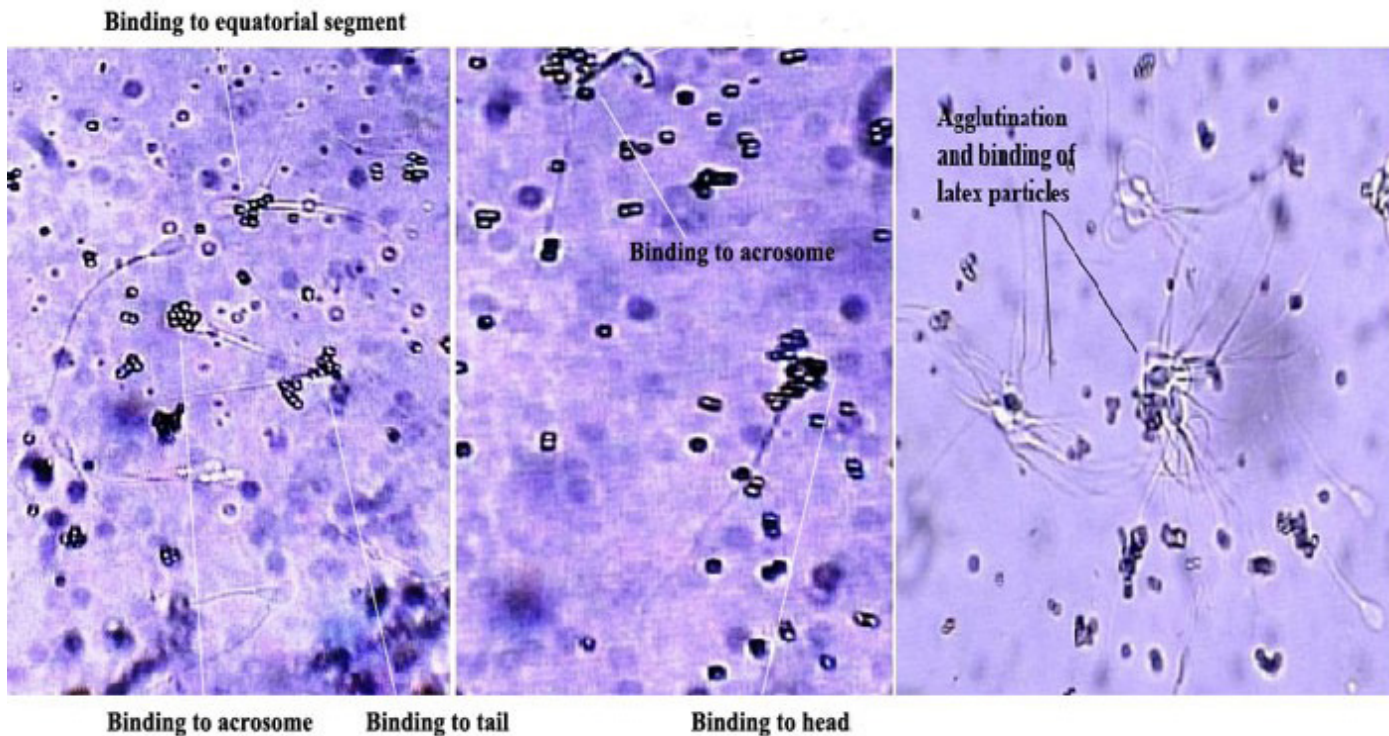 Binding to equatorial segment
Agglutination
and binding of
latex particles
Binding to acrosome
Binding to acrosome
Binding to tail
Binding to head